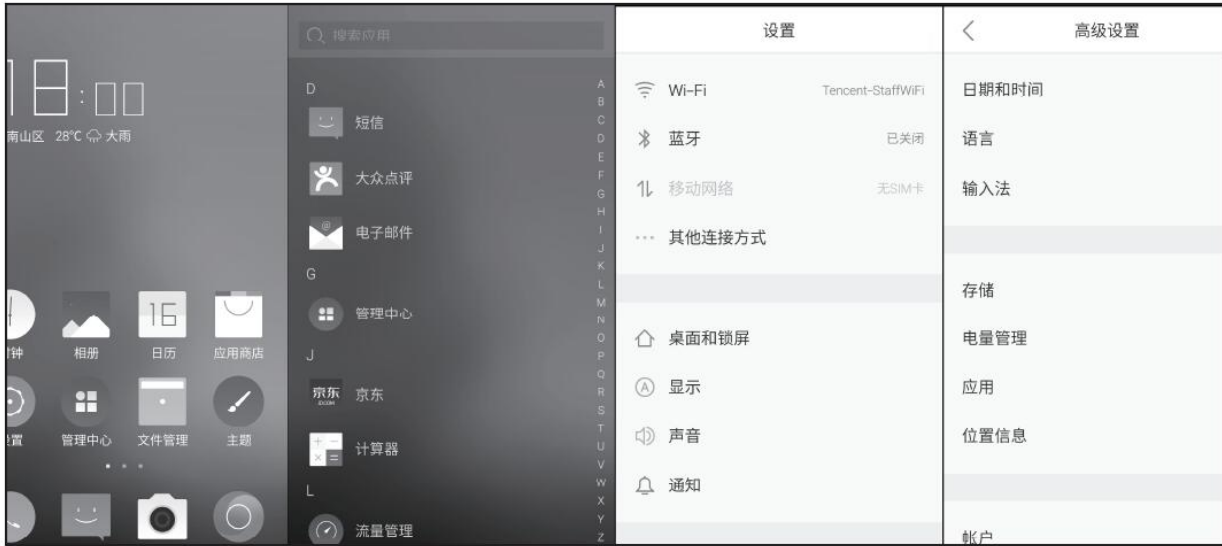 18:00
南山区 28℃ 大雨
相册
16
日历
应用商店
管理中心
文件管理
主题
搜索应用
D
短信
大众点评
@
电子邮件
G
管理中心
J
京东
JD.COM
京东
计算器
L
流量管理
A
B
C
D
E
F
G
H
I
J
K
L
M
N
O
P
Q
R
S
T
U
V
W
X
Y
Z
设置
Wi-Fi
Tencent-StaffWiFi
蓝牙
已关闭
移动网络
无SIM卡
其他连接方式
桌面和锁屏
A
显示
声音
通知
高级设置
日期和时间
语言
输入法
存储
电量管理
应用
位置信息
帐户